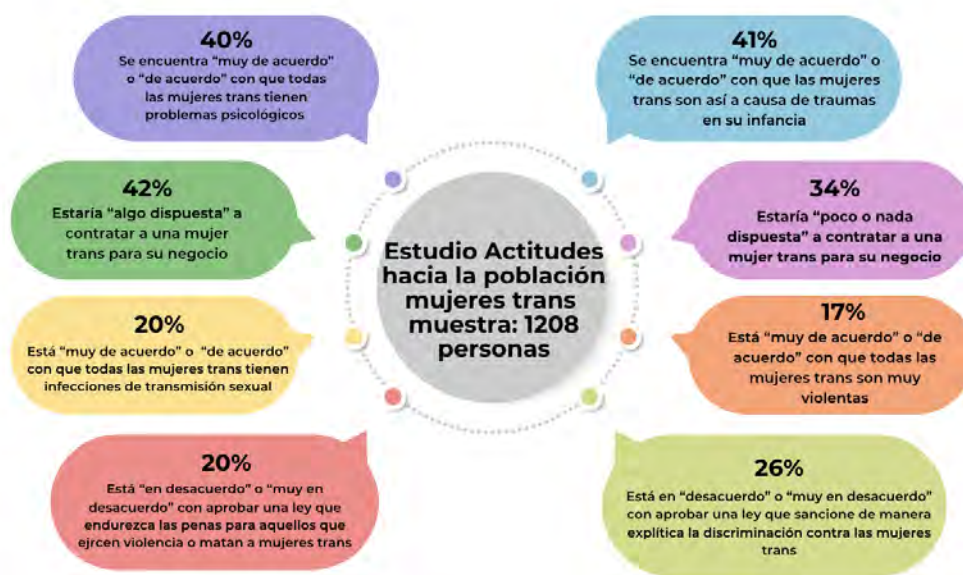 40%
Se encuentra “muy de acuerdo”
o “de acuerdo” con que todas
las mujeres trans tienen
problemas psicológicos
41%
Se encuentra “muy de acuerdo” o
“de acuerdo” con que las mujeres
trans son así a causa de traumas
en su infancia
42%
Estaría “algo dispuesta” a
contratar a una mujer
trans para su negocio
34%
Estaría “poco o nada
dispuesta” a contratar a una
mujer trans para su negocio
Estudio Actitudes
hacia la población
mujeres trans
muestra: 1208
personas
20%
Está “muy de acuerdo” o “de acuerdo”
con que todas las mujeres trans tienen
infecciones de transmisión sexual
17%
Está “muy de acuerdo” o “de
acuerdo” con que todas las
mujeres trans son muy
violentas
20%
Está “en desacuerdo” o “muy en
desacuerdo” con aprobar una ley que
endurezca las penas para aquellos que
ejrcen violencia o matan a mujeres trans
26%
Está en “desacuerdo” o “muy en desacuerdo”
con aprobar una ley que sancione de manera
explítica la discriminación contra las mujeres
trans